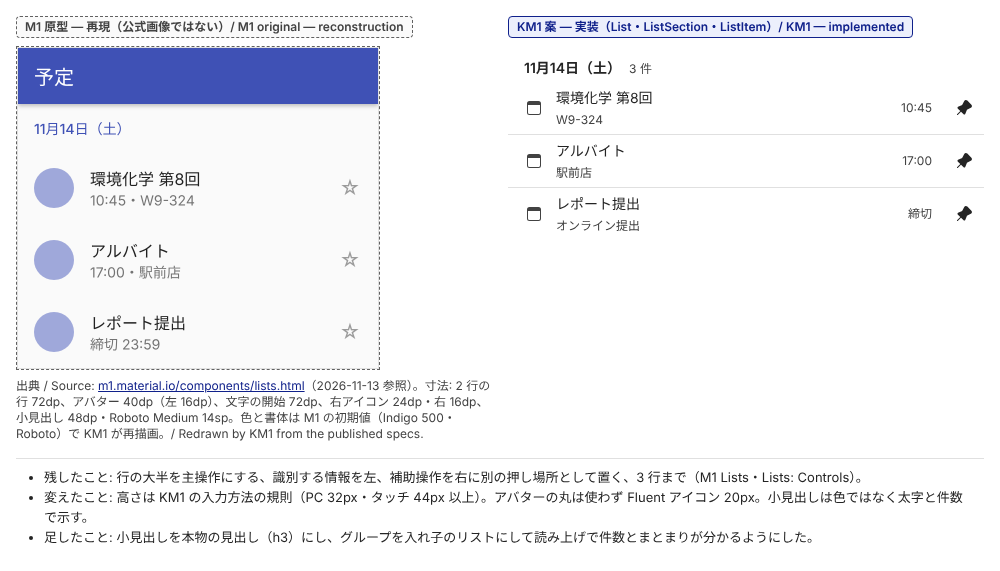 M1 原型 — 再現（公式画像ではない）/ M1 original — reconstruction
予定
11月14日（土）
環境化学 第8回
10:45・W9-324
アルバイト
17:00・駅前店
レポート提出
締切 23:59
出典 / Source: m1.material.io/components/lists.html（2026-11-13 参照）。寸法: 2 行の
行 72dp、アバター 40dp（左 16dp）、文字の開始 72dp、右アイコン 24dp・右 16dp、
小見出し 48dp・Roboto Medium 14sp。色と書体は M1 の初期値（Indigo 500・
Roboto）で KM1 が再描画。/ Redrawn by KM1 from the published specs.
KM1 案 — 実装（List・ListSection・ListItem）/ KM1 — implemented
11月14日（土） 3 件
環境化学 第8回
W9-324
10:45
アルバイト
駅前店
17:00
レポート提出
オンライン提出
締切
• 残したこと: 行の大半を主操作にする、識別する情報を左、補助操作を右に別の押し場所として置く、3 行まで（M1 Lists・Lists: Controls）。
• 変えたこと: 高さは KM1 の入力方法の規則（PC 32px・タッチ 44px 以上）。アバターの丸は使わず Fluent アイコン 20px。小見出しは色ではなく太字と件数
で示す。
• 足したこと: 小見出しを本物の見出し（h3）にし、グループを入れ子のリストにして読み上げで件数とまとまりが分かるようにした。